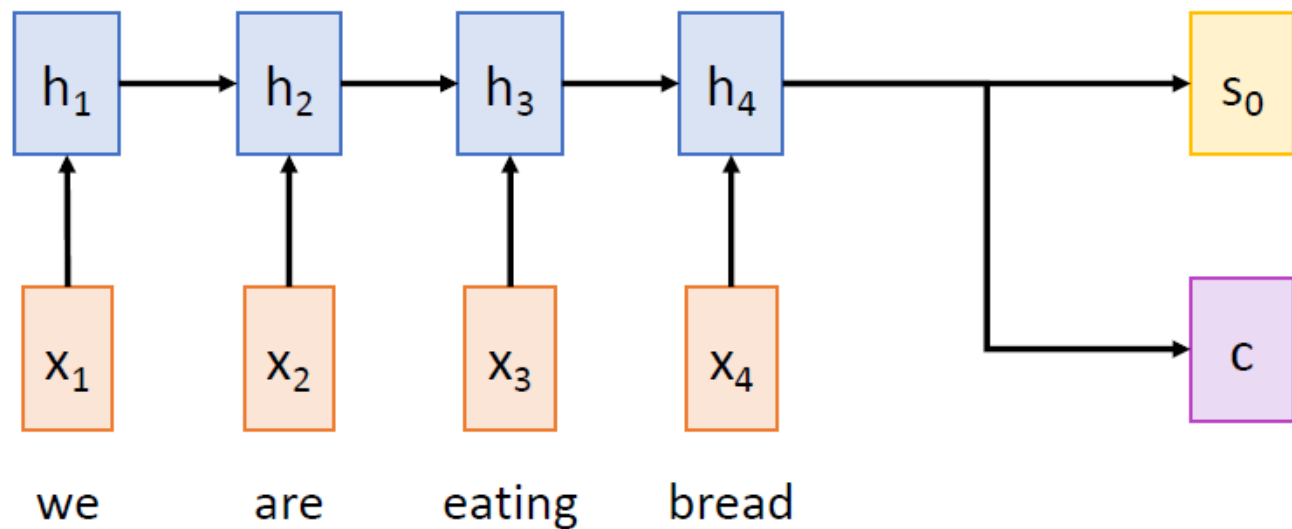 h₁ h₂ h₃ h₄ s₀
x₁ x₂ x₃ x₄ c
we are eating bread